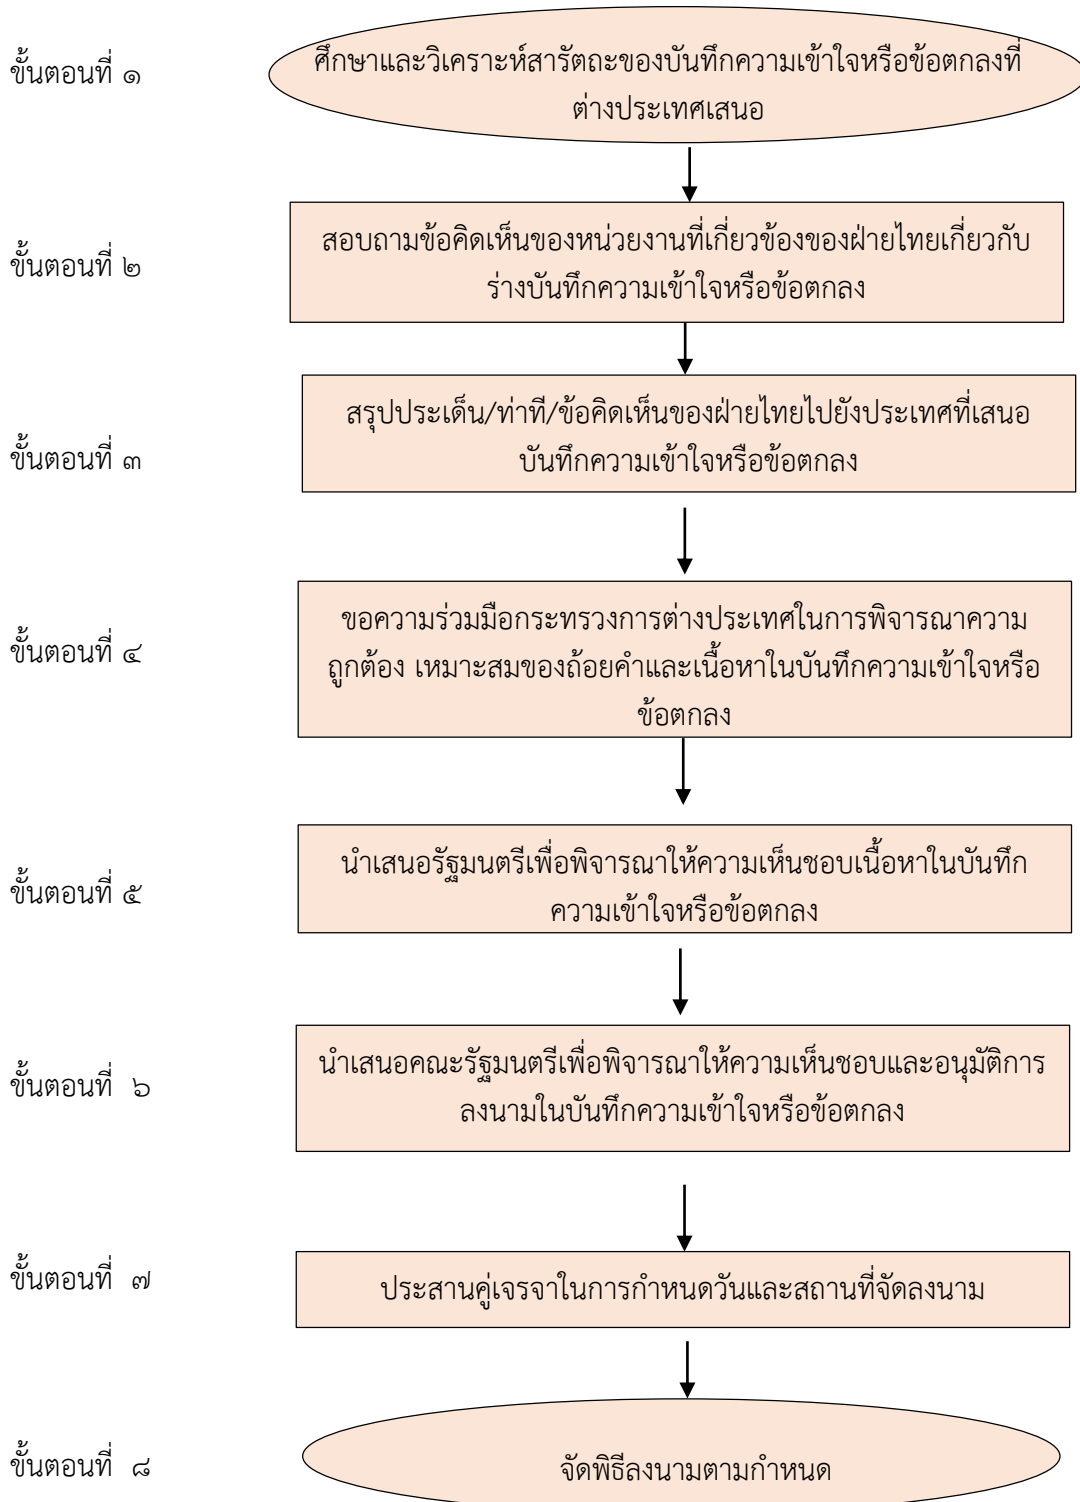 ขั้นตอนที่ ๑
ศึกษาและวิเคราะห์สารัตถะของบันทึกความเข้าใจหรือข้อตกลงที่
ต่างประเทศเสนอ
ขั้นตอนที่ ๒
สอบถามข้อคิดเห็นของหน่วยงานที่เกี่ยวข้องของฝ่ายไทยเกี่ยวกับ
ร่างบันทึกความเข้าใจหรือข้อตกลง
ขั้นตอนที่ ๓
สรุปประเด็น/ท่าที/ข้อคิดเห็นของฝ่ายไทยไปยังประเทศที่เสนอ
บันทึกความเข้าใจหรือข้อตกลง
ขั้นตอนที่ ๔
ขอความร่วมมือกระทรวงการต่างประเทศในการพิจารณาความ
ถูกต้อง เหมาะสมของถ้อยคำและเนื้อหาในบันทึกความเข้าใจหรือ
ข้อตกลง
ขั้นตอนที่ ๕
นำเสนอรัฐมนตรีเพื่อพิจารณาให้ความเห็นชอบเนื้อหาในบันทึก
ความเข้าใจหรือข้อตกลง
ขั้นตอนที่ ๖
นำเสนอคณะรัฐมนตรีเพื่อพิจารณาให้ความเห็นชอบและอนุมัติการ
ลงนามในบันทึกความเข้าใจหรือข้อตกลง
ขั้นตอนที่ ๗
ประสานคู่เจรจาในการกำหนดวันและสถานที่จัดลงนาม
ขั้นตอนที่ ๘
จัดพิธีลงนามตามกำหนด